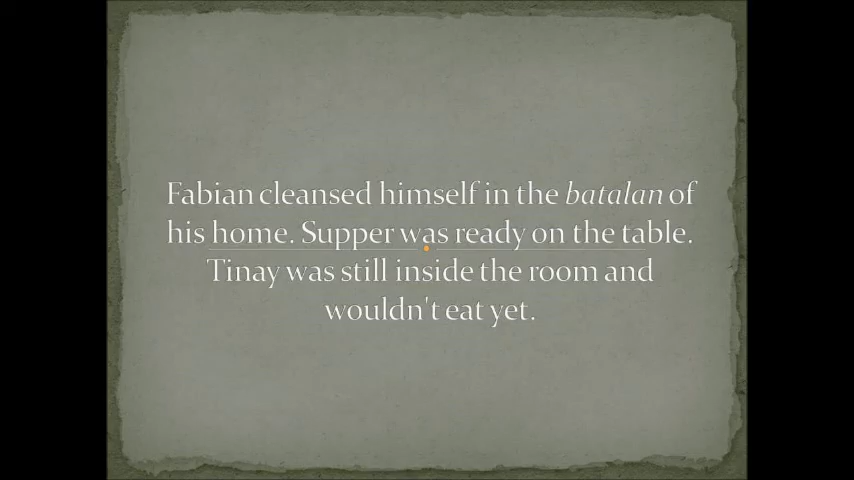 Fabian cleansed himself in the batalan of
his home. Supper was ready on the table.
Tinay was still inside the room and
wouldn't eat yet.